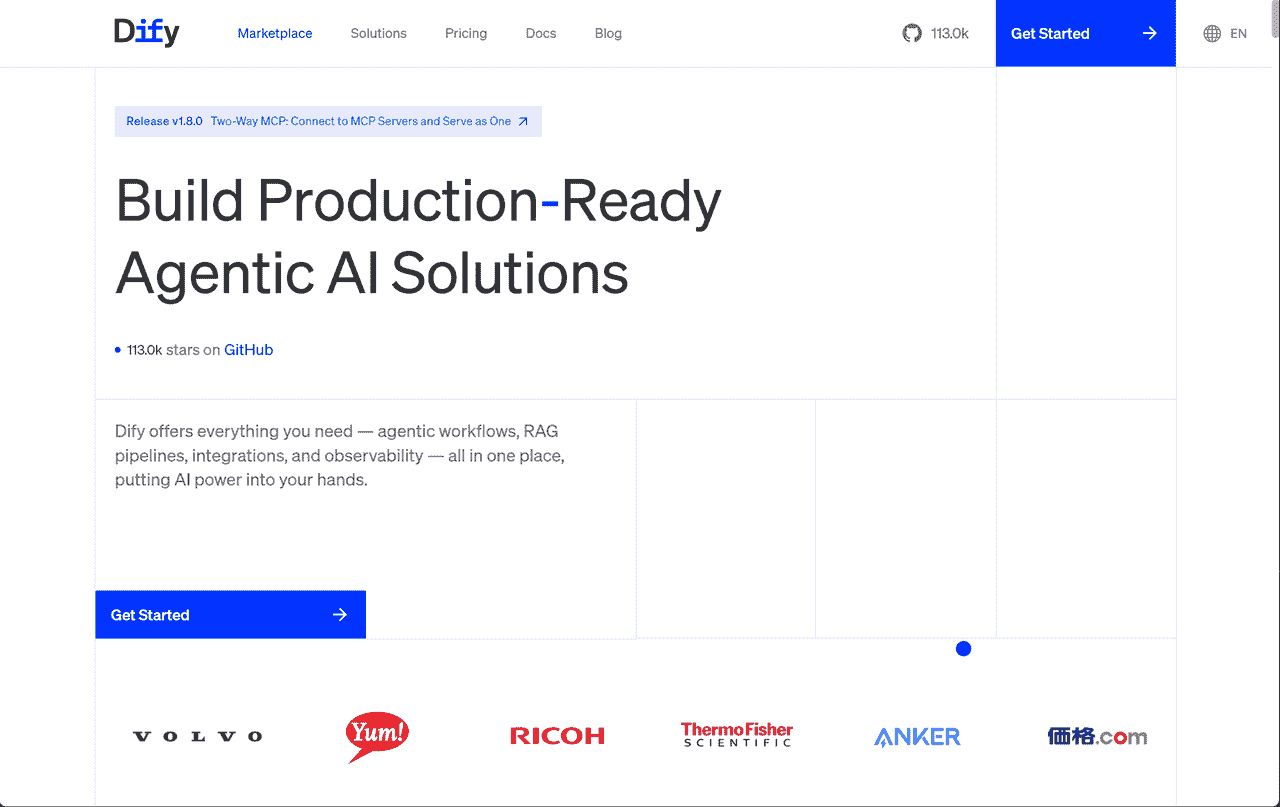 Dify
Marketplace
Solutions
Pricing
Docs
Blog
113.0k
Get Started
EN
Release v1.8.0 Two-Way MCP: Connect to MCP Servers and Serve as One
Build Production-Ready
Agentic AI Solutions
113.0k stars on GitHub
Dify offers everything you need — agentic workflows, RAG
pipelines, integrations, and observability — all in one place,
putting AI power into your hands.
Get Started
VOLVO
Yum!
RICOH
ThermoFisher
SCIENTIFIC
ANKER
価格.com